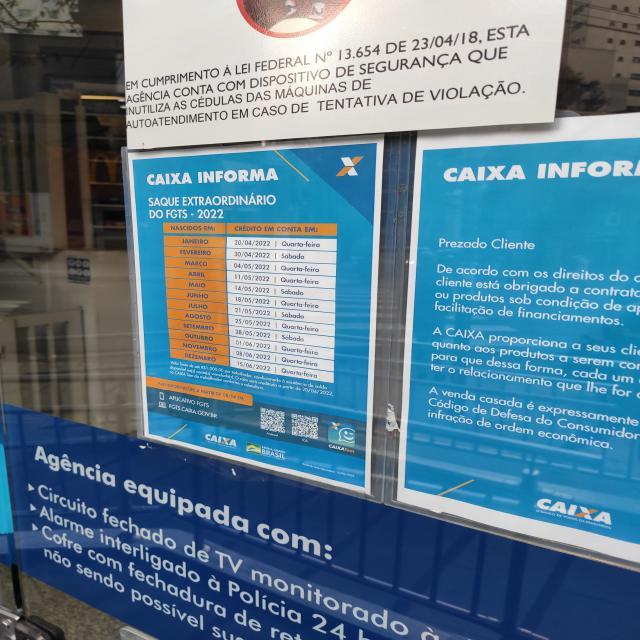 EM CUMPRIMENTO À LEI FEDERAL Nº 13.654 DE 23/04/18, ESTA
AGÊNCIA CONTA COM DISPOSITIVO DE SEGURANÇA QUE
INUTILIZA AS CÉDULAS DAS MÁQUINAS DE
AUTOATENDIMENTO EM CASO DE TENTATIVA DE VIOLAÇÃO.
CAIXA INFORMA
SAQUE EXTRAORDINÁRIO
DO FGTS - 2022
NASCIDOS EM: CRÉDITO EM CONTA EM:
JANEIRO 20/04/2022 | Quarta-feira
FEVEREIRO 30/04/2022 | Sábado
MARÇO 04/05/2022 | Quarta-feira
ABRIL 11/05/2022 | Quarta-feira
MAIO 14/05/2022 | Sábado
JUNHO 18/05/2022 | Quarta-feira
JULHO 21/05/2022 | Sábado
AGOSTO 25/05/2022 | Quarta-feira
SETEMBRO 28/05/2022 | Sábado
OUTUBRO 01/06/2022 | Quarta-feira
NOVEMBRO 08/06/2022 | Quarta-feira
DEZEMBRO 15/06/2022 | Quarta-feira
APLICATIVO FGTS
FGTS.CAIXA.GOV.BR
CAIXA
BRASIL
CAIXA INFOR
Prezado Cliente
De acordo com os direitos do c
cliente está obrigado a contrata
ou produtos sob condição de ap
facilitação de financiamentos.
A CAIXA proporciona a seus clie
quanto aos produtos a serem con
para que dessa forma, cada um
ter o relacionamento que lhe for
A venda casada é expressamente
Código de Defesa do Consumidor
infração de ordem econômica.
CAIXA
Agência equipada com:
▸ Circuito fechado de TV monitorado
▸ Alarme interligado à Polícia 24 h
▸ Cofre com fechadura de ret
não sendo possível su